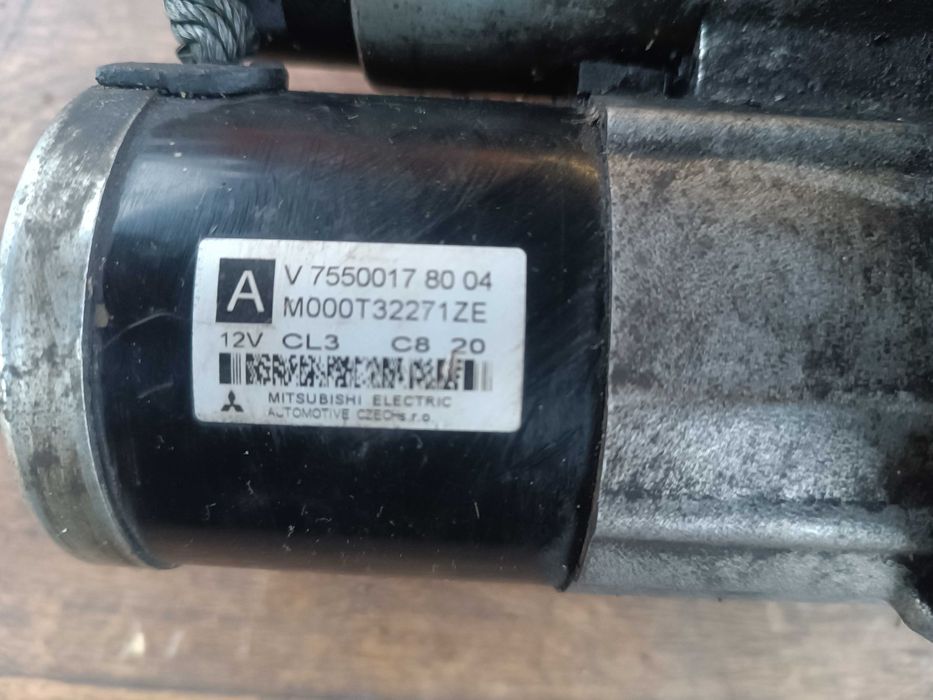 A
V 7550017 80 04
M000T32271ZE
12V CL3 C8 20
MITSUBISHI ELECTRIC
AUTOMOTIVE CZECH s.r.o.